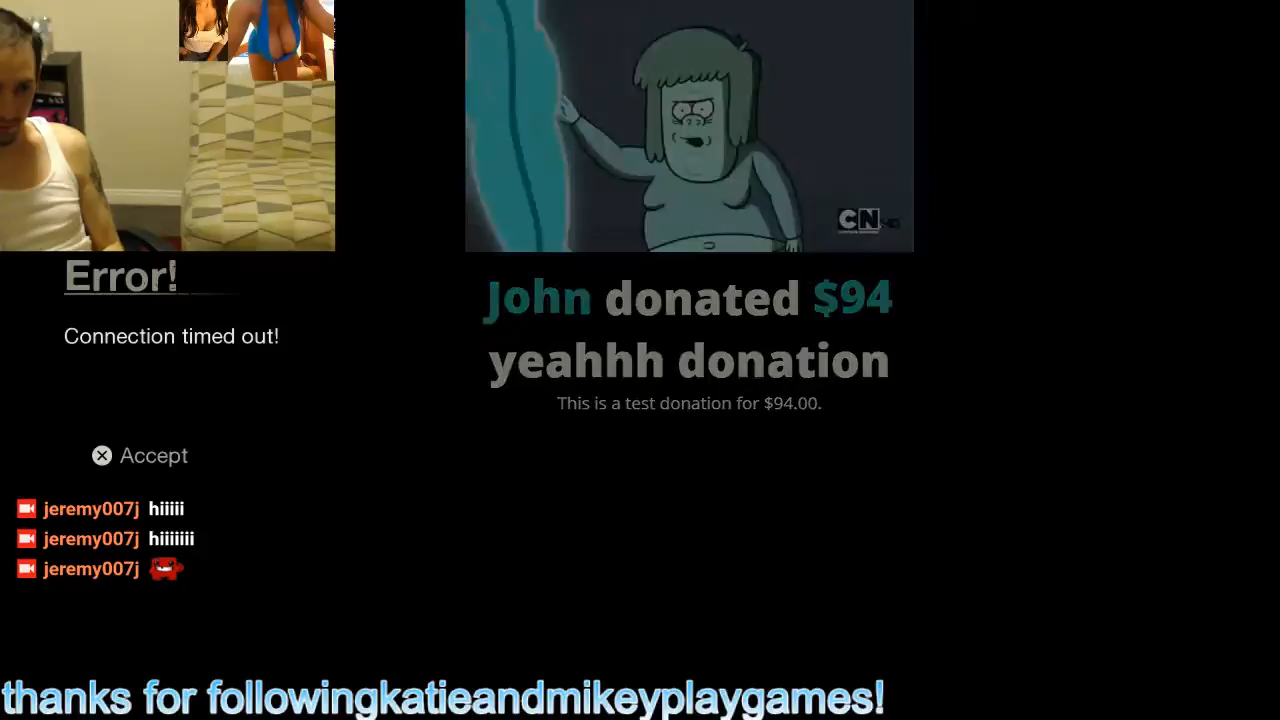 CN
Error!
Connection timed out!
John donated $94
yeahhh donation
This is a test donation for $94.00.
Accept
jeremy007j hiiiii
jeremy007j hiiiiiii
jeremy007j
thanks for followingkatieandmikeyplaygames!